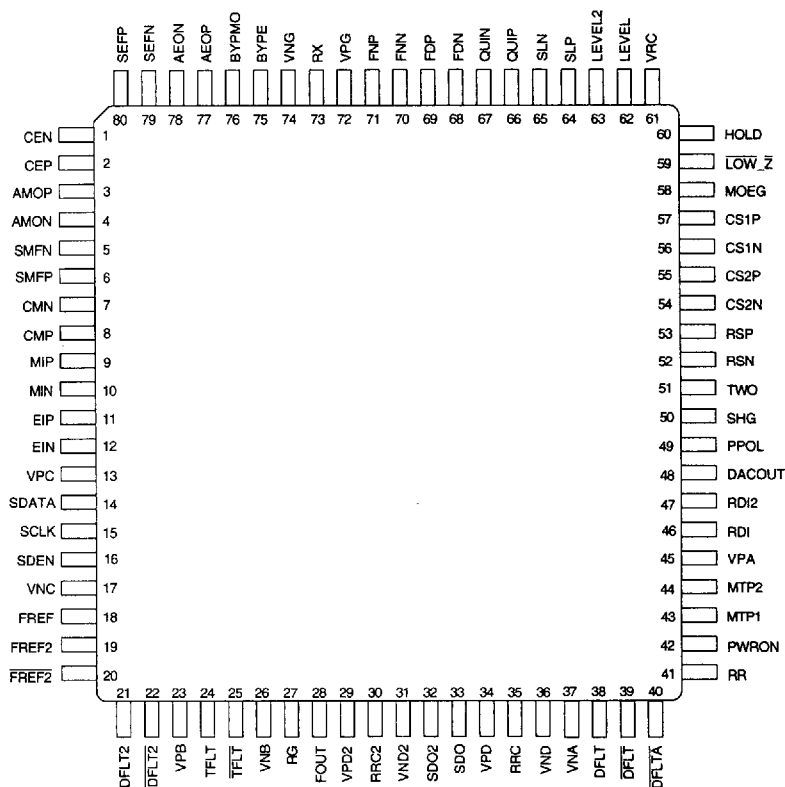 SEFP SEFN AEON AEOP BYPMO BYPE VNG RX VPG FNP FNN FDP FDN QUIN QUIP SLN SLP LEVEL2 LEVEL VRC
80 79 78 77 76 75 74 73 72 71 70 69 68 67 66 65 64 63 62 61
CEN 1 60 HOLD
CEP 2 59 LOW_Z
AMOP 3 58 MOEG
AMON 4 57 CS1P
SMFN 5 56 CS1N
SMFP 6 55 CS2P
CMN 7 54 CS2N
CMP 8 53 RSP
MIP 9 52 RSN
MIN 10 51 TWO
EIP 11 50 SHG
EIN 12 49 PPOL
VPC 13 48 DACOUT
SDATA 14 47 RDI2
SCLK 15 46 RDI
SDEN 16 45 VPA
VNC 17 44 MTP2
FREF 18 43 MTP1
FREF2 19 42 PWRON
FREF2 20 41 RR
21 22 23 24 25 26 27 28 29 30 31 32 33 34 35 36 37 38 39 40
DFLT2 DFLT2 VPB TFLT TFLT VNB RG FOUT VPD2 RRC2 VND2 SDO2 SDO VPD RRC VND VNA DFLT DFLT DFLTA